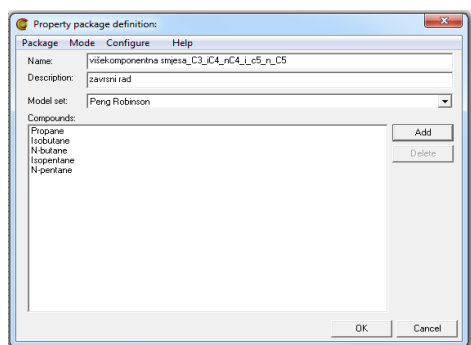 Property package definition:
Package Mode Configure Help
Name: višekomponentna smjesa_C3_iC4_nC4_i_c5_n_C5
Description: zavrsni rad
Model set: Peng Robinson
Compounds:
Propane
Isobutane
N-butane
Isopentane
N-pentane
Add
Delete
OK Cancel